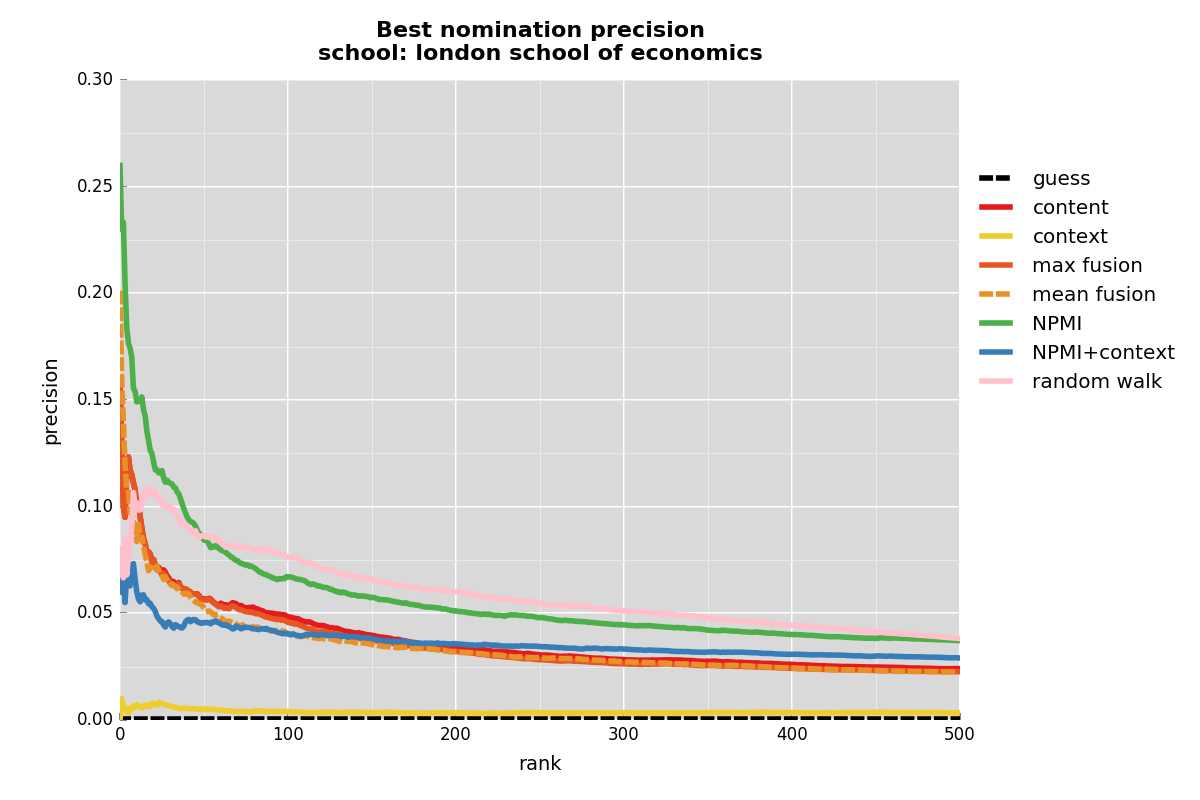 Best nomination precision
school: london school of economics
0.30
0.25
0.20
0.15
0.10
0.05
0.00
precision
0 100 200 300 400 500
rank
guess
content
context
max fusion
mean fusion
NPMI
NPMI+context
random walk